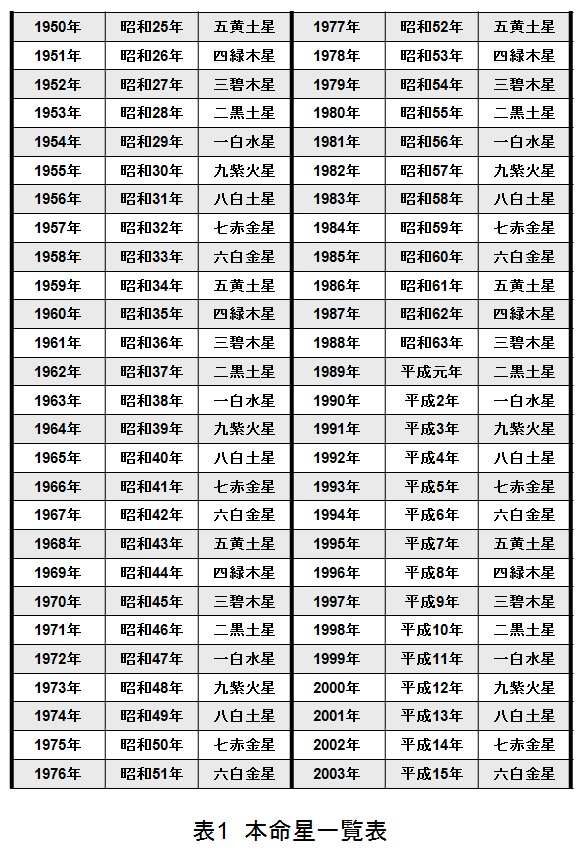 1950年 昭和25年 五黄土星 1977年 昭和52年 五黄土星
1951年 昭和26年 四緑木星 1978年 昭和53年 四緑木星
1952年 昭和27年 三碧木星 1979年 昭和54年 三碧木星
1953年 昭和28年 二黒土星 1980年 昭和55年 二黒土星
1954年 昭和29年 一白水星 1981年 昭和56年 一白水星
1955年 昭和30年 九紫火星 1982年 昭和57年 九紫火星
1956年 昭和31年 八白土星 1983年 昭和58年 八白土星
1957年 昭和32年 七赤金星 1984年 昭和59年 七赤金星
1958年 昭和33年 六白金星 1985年 昭和60年 六白金星
1959年 昭和34年 五黄土星 1986年 昭和61年 五黄土星
1960年 昭和35年 四緑木星 1987年 昭和62年 四緑木星
1961年 昭和36年 三碧木星 1988年 昭和63年 三碧木星
1962年 昭和37年 二黒土星 1989年 平成元年 二黒土星
1963年 昭和38年 一白水星 1990年 平成2年 一白水星
1964年 昭和39年 九紫火星 1991年 平成3年 九紫火星
1965年 昭和40年 八白土星 1992年 平成4年 八白土星
1966年 昭和41年 七赤金星 1993年 平成5年 七赤金星
1967年 昭和42年 六白金星 1994年 平成6年 六白金星
1968年 昭和43年 五黄土星 1995年 平成7年 五黄土星
1969年 昭和44年 四緑木星 1996年 平成8年 四緑木星
1970年 昭和45年 三碧木星 1997年 平成9年 三碧木星
1971年 昭和46年 二黒土星 1998年 平成10年 二黒土星
1972年 昭和47年 一白水星 1999年 平成11年 一白水星
1973年 昭和48年 九紫火星 2000年 平成12年 九紫火星
1974年 昭和49年 八白土星 2001年 平成13年 八白土星
1975年 昭和50年 七赤金星 2002年 平成14年 七赤金星
1976年 昭和51年 六白金星 2003年 平成15年 六白金星
表1 本命星一覧表